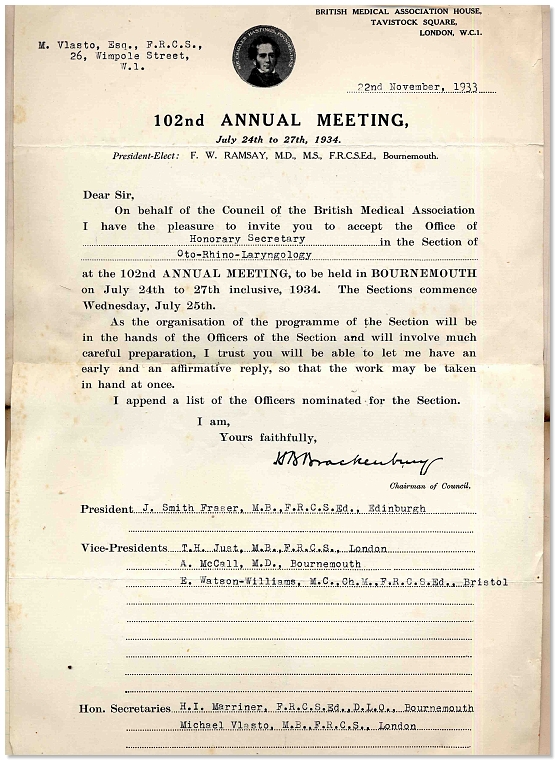 BRITISH MEDICAL ASSOCIATION HOUSE,
TAVISTOCK SQUARE,
LONDON, W.C.1.
M. Vlasto, Esq., F.R.C.S.,
26, Wimpole Street,
W.1.
22nd November, 1933
102nd ANNUAL MEETING,
July 24th to 27th, 1934.
President-Elect: F. W. RAMSAY, M.D., M.S., F.R.C.S.Ed., Bournemouth.
Dear Sir,
On behalf of the Council of the British Medical Association
I have the pleasure to invite you to accept the Office of
Honorary Secretary in the Section of
Oto-Rhino-Laryngology
at the 102nd ANNUAL MEETING, to be held in BOURNEMOUTH
on July 24th to 27th inclusive, 1934. The Sections commence
Wednesday, July 25th.
As the organisation of the programme of the Section will be
in the hands of the Officers of the Section and will involve much
careful preparation, I trust you will be able to let me have an
early and an affirmative reply, so that the work may be taken
in hand at once.
I append a list of the Officers nominated for the Section.
I am,
Yours faithfully,
H B Brackenbury
Chairman of Council.
President J. Smith Fraser, M.B.,F.R.C.S.Ed., Edinburgh
Vice-Presidents T.H. Just, M.B.,F.R.C.S., London
A. McCall, M.D., Bournemouth
E. Watson-Williams, M.C.,Ch.M.,F.R.C.S.Ed., Bristol
Hon. Secretaries H.I. Marriner, F.R.C.S.Ed.,D.L.O., Bournemouth
Michael Vlasto, M.B.,F.R.C.S., London